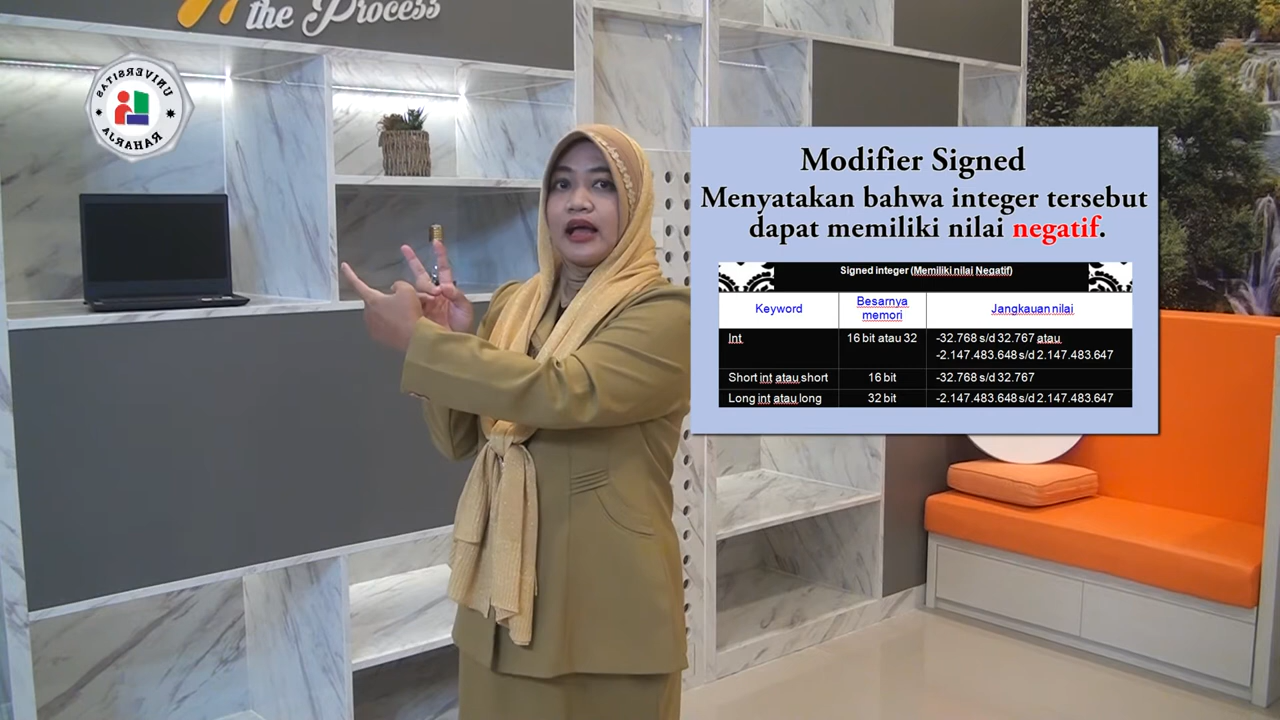 the Process
UNIVERSITAS
RAHARJA
Modifier Signed
Menyatakan bahwa integer tersebut
dapat memiliki nilai negatif.
Signed integer (Memiliki nilai Negatif)
Keyword
Besarnya
memori
Jangkauan nilai
Int
16 bit atau 32
-32.768 s/d 32.767 atau
-2.147.483.648 s/d 2.147.483.647
Short int atau short
16 bit
-32.768 s/d 32.767
Long int atau long
32 bit
-2.147.483.648 s/d 2.147.483.647